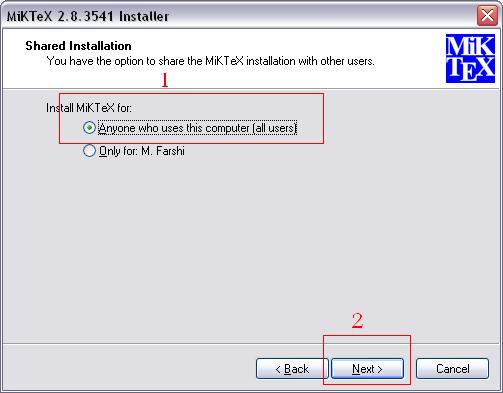 MiKTeX 2.8.3541 Installer
Shared Installation
You have the option to share the MiKTeX installation with other users.
MiK
TEX
1
Install MiKTeX for:
Anyone who uses this computer (all users)
Only for: M. Farshi
2
< Back
Next >
Cancel